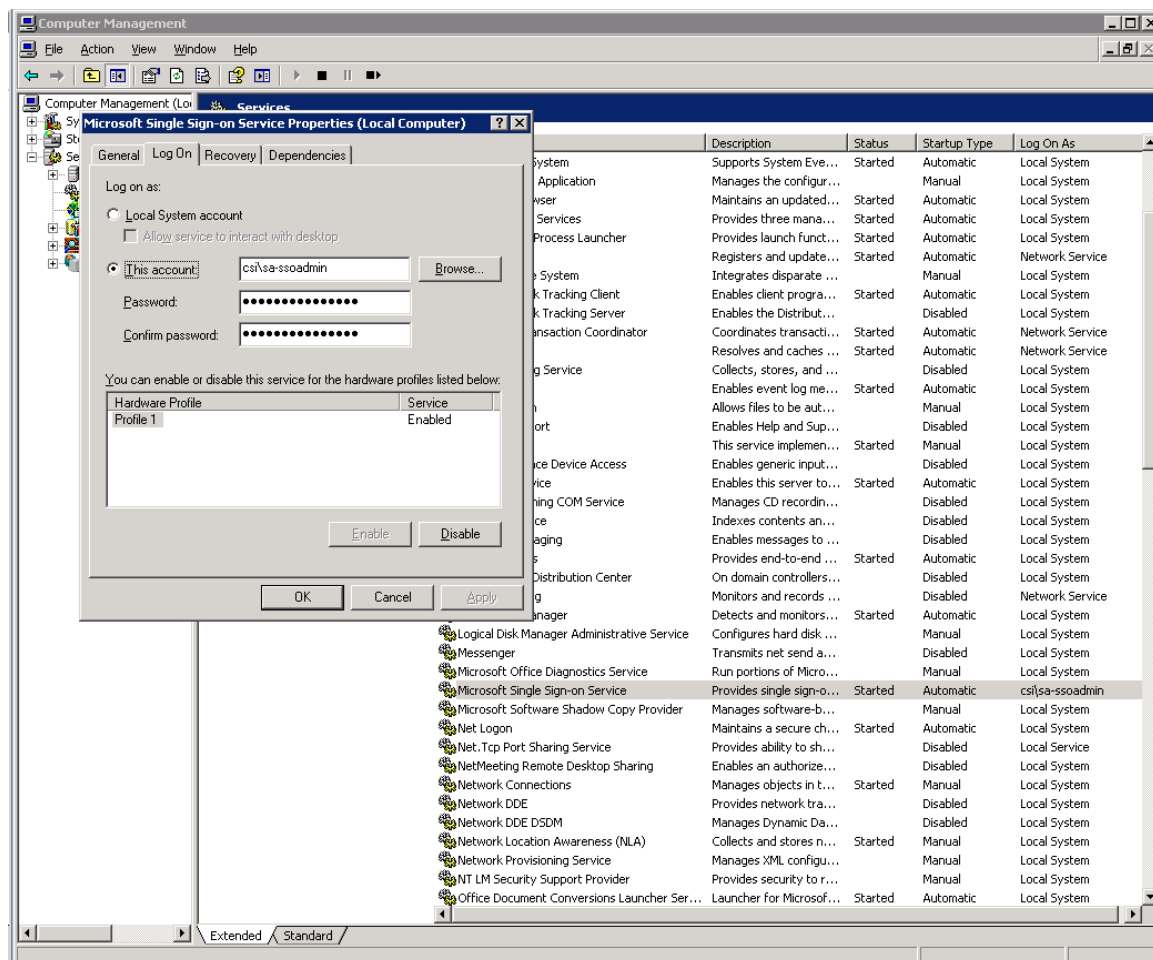 Computer Management
File Action View Window Help
Computer Management (Lo
Services
Sy
St
Se
Microsoft Single Sign-on Service Properties (Local Computer)
General Log On Recovery Dependencies
Log on as:
Local System account
Allow service to interact with desktop
This account: csi\sa-ssoadmin Browse...
Password: ●●●●●●●●●●●●●●●
Confirm password: ●●●●●●●●●●●●●●●
You can enable or disable this service for the hardware profiles listed below:
Hardware Profile Service
Profile 1 Enabled
Enable Disable
OK Cancel Apply
Description Status Startup Type Log On As
System Supports System Eve... Started Automatic Local System
Application Manages the configur... Manual Local System
wser Maintains an updated... Started Automatic Local System
Services Provides three mana... Started Automatic Local System
Process Launcher Provides launch funct... Started Automatic Local System
Registers and update... Started Automatic Network Service
e System Integrates disparate ... Manual Local System
k Tracking Client Enables client progra... Started Automatic Local System
k Tracking Server Enables the Distribut... Disabled Local System
ansaction Coordinator Coordinates transacti... Started Automatic Network Service
Resolves and caches ... Started Automatic Network Service
g Service Collects, stores, and ... Disabled Local System
Enables event log me... Started Automatic Local System
Allows files to be aut... Manual Local System
ort Enables Help and Sup... Disabled Local System
This service implemen... Started Manual Local System
ce Device Access Enables generic input... Disabled Local System
vice Enables this server to... Started Automatic Local System
ning COM Service Manages CD recordin... Disabled Local System
ce Indexes contents an... Disabled Local System
aging Enables messages to ... Disabled Local System
s Provides end-to-end ... Started Automatic Local System
Distribution Center On domain controllers... Disabled Local System
g Monitors and records ... Disabled Network Service
anager Detects and monitors... Started Automatic Local System
Logical Disk Manager Administrative Service Configures hard disk ... Manual Local System
Messenger Transmits net send a... Disabled Local System
Microsoft Office Diagnostics Service Run portions of Micro... Manual Local System
Microsoft Single Sign-on Service Provides single sign-o... Started Automatic csi\sa-ssoadmin
Microsoft Software Shadow Copy Provider Manages software-b... Manual Local System
Net Logon Maintains a secure ch... Started Automatic Local System
Net.Tcp Port Sharing Service Provides ability to sh... Disabled Local Service
NetMeeting Remote Desktop Sharing Enables an authorize... Disabled Local System
Network Connections Manages objects in t... Started Manual Local System
Network DDE Provides network tra... Disabled Local System
Network DDE DSDM Manages Dynamic Da... Disabled Local System
Network Location Awareness (NLA) Collects and stores n... Started Manual Local System
Network Provisioning Service Manages XML configu... Manual Local System
NT LM Security Support Provider Provides security to r... Manual Local System
Office Document Conversions Launcher Ser... Launcher for Microsof... Started Automatic Local System
Extended Standard